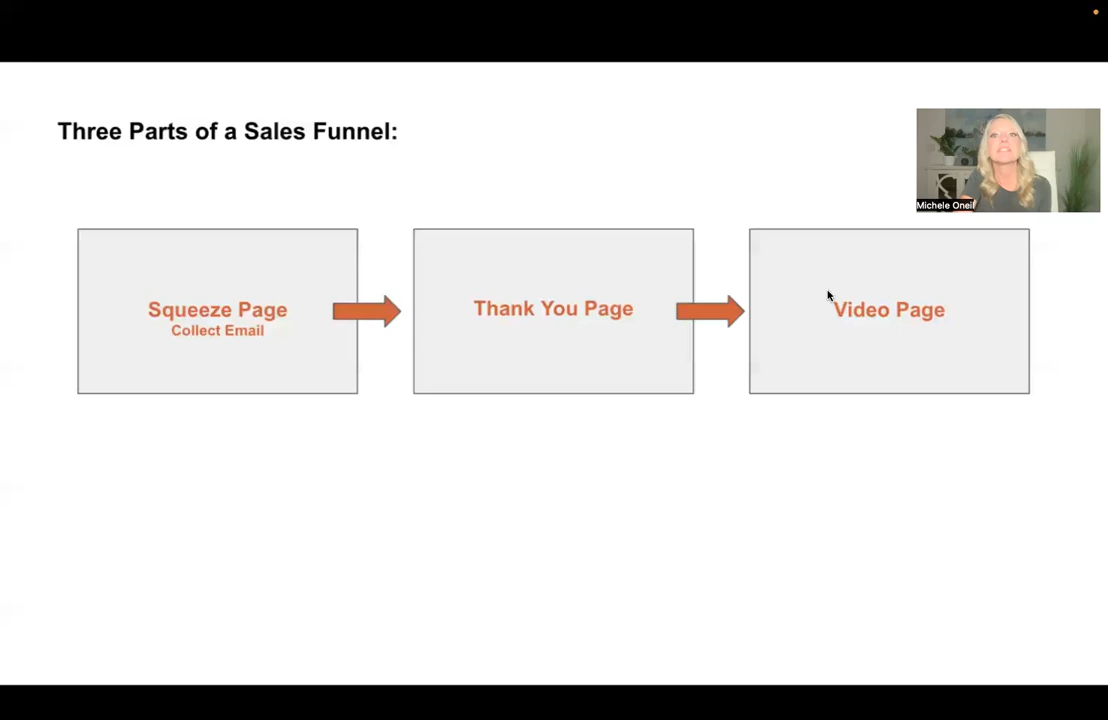 Three Parts of a Sales Funnel:
Michele Oneil
Squeeze Page
Collect Email
Thank You Page
Video Page